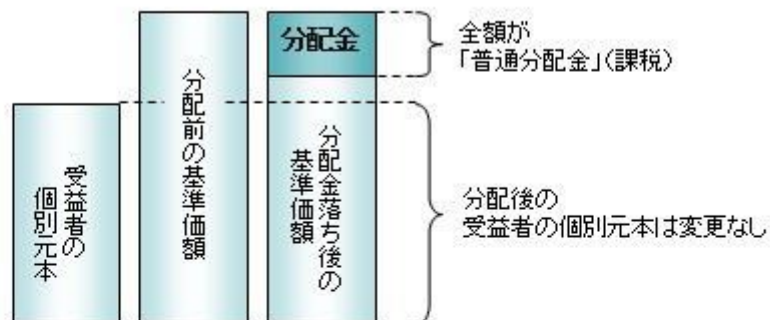 受益者の
個別元本
分配前の基準価額
分配金
分配金落ち後の
基準価額
全額が
「普通分配金」(課税)
分配後の
受益者の個別元本は変更なし